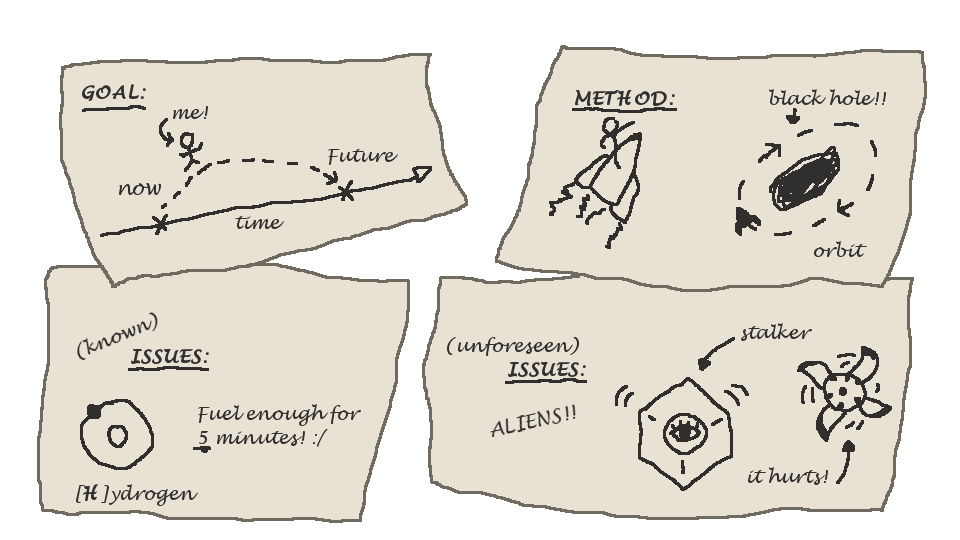 GOAL:
me!
Future
now
time
METHOD:
black hole!!
orbit
(known)
ISSUES:
Fuel enough for
5 minutes! :/
[H]ydrogen
(unforeseen)
ISSUES:
ALIENS!!
stalker
it hurts!